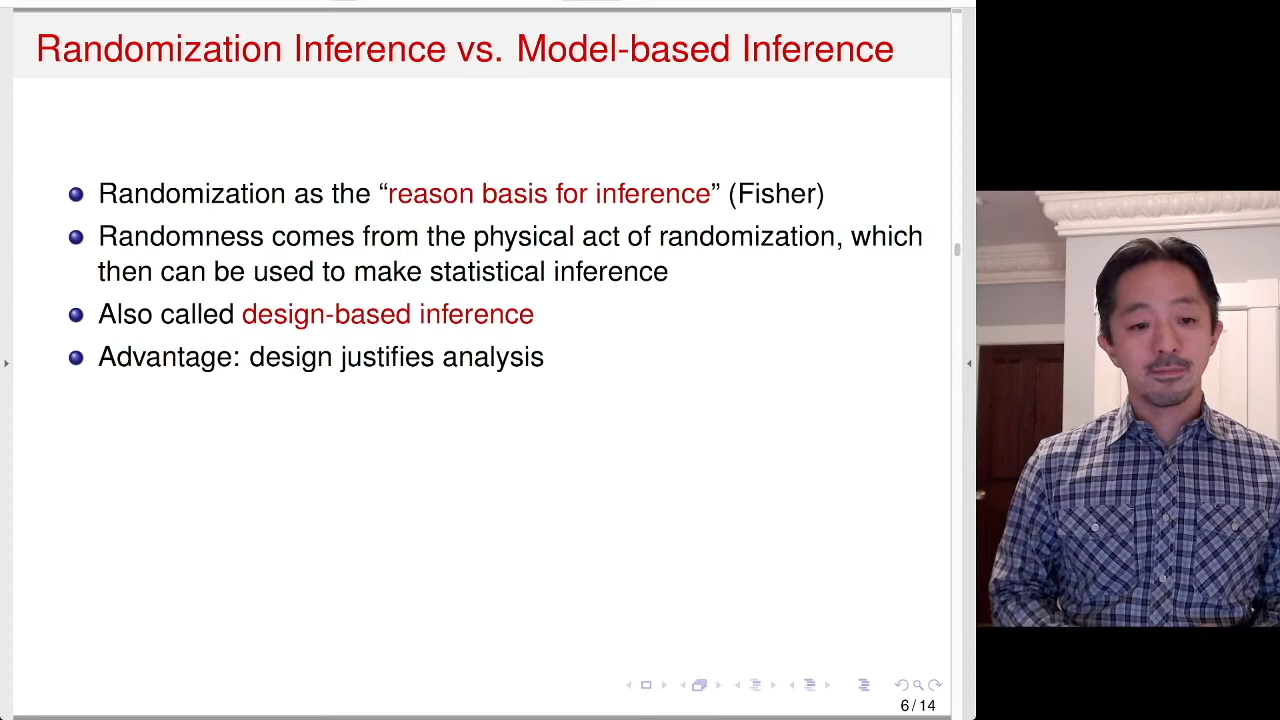 Randomization Inference vs. Model-based Inference
Randomization as the “reason basis for inference” (Fisher)
Randomness comes from the physical act of randomization, which
then can be used to make statistical inference
Also called design-based inference
Advantage: design justifies analysis
6 / 14